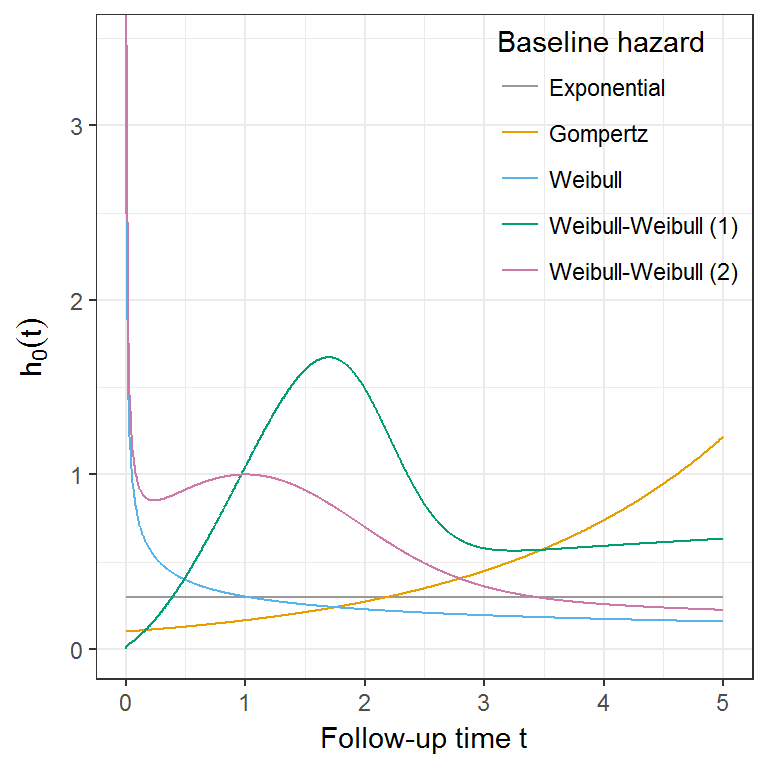 Baseline hazard
Exponential
Gompertz
Weibull
Weibull-Weibull (1)
Weibull-Weibull (2)
3
2
1
0
h₀(t)
0 1 2 3 4 5
Follow-up time t